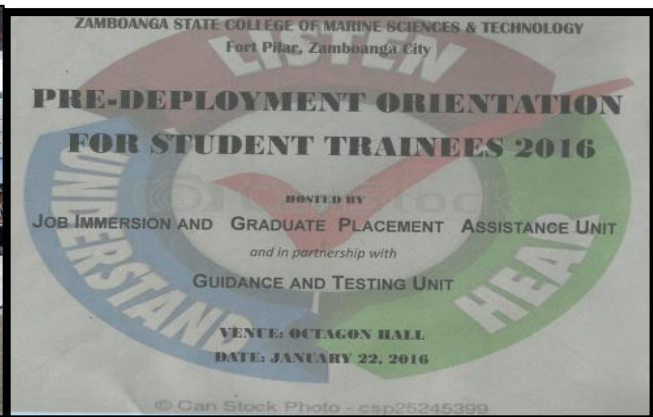 ZAMBOANGA STATE COLLEGE OF MARINE SCIENCES & TECHNOLOGY
Fort Pilar, Zamboanga City
LISTEN
PRE-DEPLOYMENT ORIENTATION
FOR STUDENT TRAINEES 2016
UNDERSTAND
HEAR
© Can Stock
HOSTED BY
JOB IMMERSION AND GRADUATE PLACEMENT ASSISTANCE UNIT
and in partnership with
GUIDANCE AND TESTING UNIT
VENUE: OCTAGON HALL
DATE: JANUARY 22, 2016
© Can Stock Photo - csp25245399